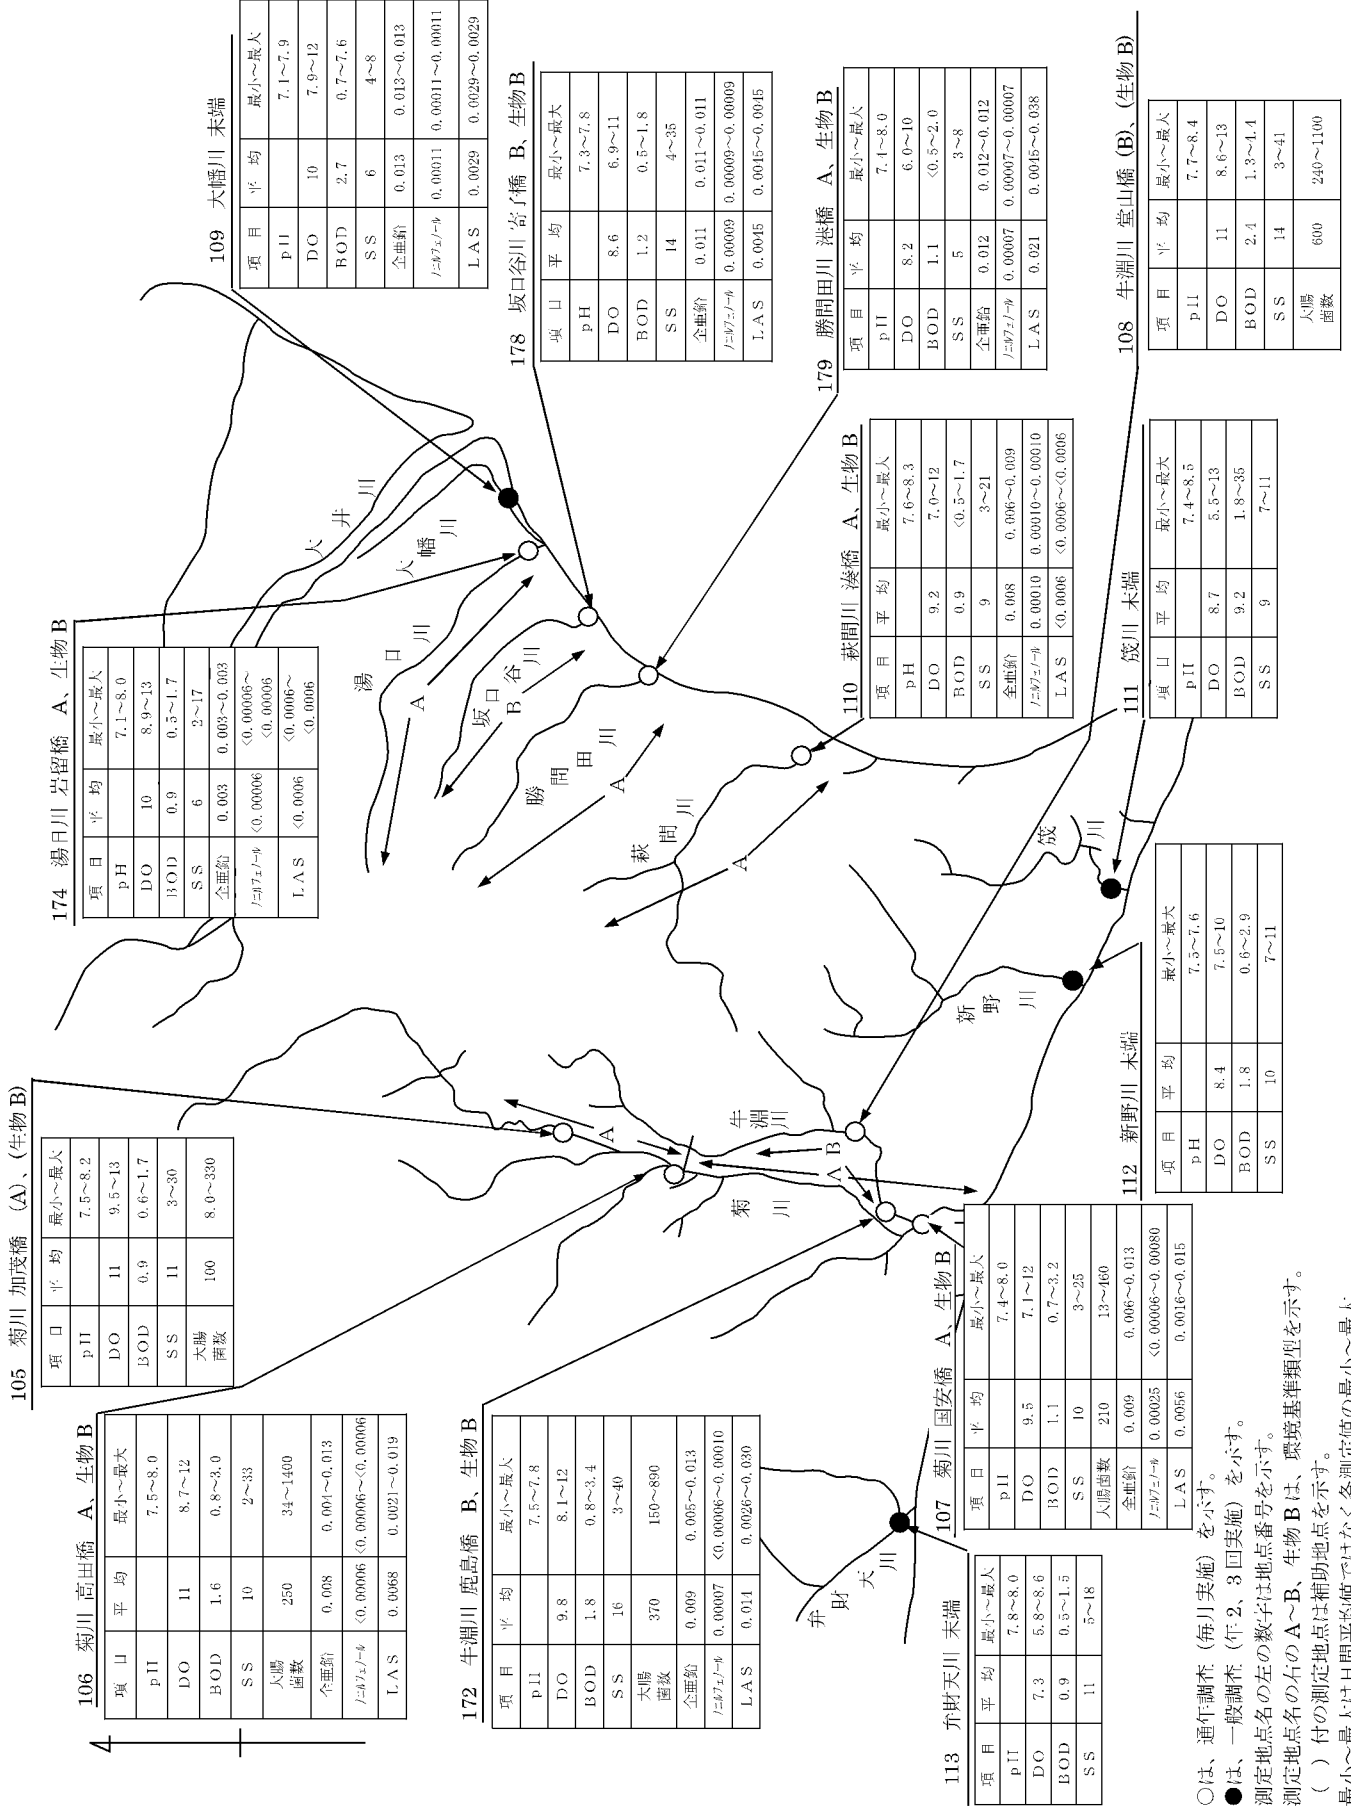 105 菊川 加茂橋 (A)、(生物B)
項目 平均 最小～最大
pH 7.5～8.2
DO 11 9.5～13
BOD 0.9 0.6～1.7
SS 11 3～30
大腸菌数 100 8.0～330
174 湯日川 岩留橋 A、生物B
項目 平均 最小～最大
pH 7.1～8.0
DO 10 8.9～13
BOD 0.9 0.5～1.7
SS 6 2～17
全亜鉛 0.003 0.003～0.003
ノニルフェノール <0.00006 <0.00006～<0.00006
LAS <0.0006 <0.0006～<0.0006
106 菊川 高田橋 A、生物B
項目 平均 最小～最大
pH 7.5～8.0
DO 11 8.7～12
BOD 1.6 0.8～3.0
SS 10 2～33
大腸菌数 250 34～1400
全亜鉛 0.008 0.004～0.013
ノニルフェノール <0.00006 <0.00006～<0.00006
LAS 0.0068 0.0021～0.019
109 大幡川 末端
項目 平均 最小～最大
pH 7.1～7.9
DO 10 7.9～12
BOD 2.7 0.7～7.6
SS 6 4～8
全亜鉛 0.013 0.013～0.013
ノニルフェノール 0.00011 0.00011～0.00011
LAS 0.0029 0.0029～0.0029
172 牛淵川 鹿島橋 B、生物B
項目 平均 最小～最大
pH 7.5～7.8
DO 9.8 8.1～12
BOD 1.8 0.8～3.4
SS 16 3～40
大腸菌数 370 150～890
全亜鉛 0.009 0.005～0.013
ノニルフェノール 0.00007 <0.00006～0.00010
LAS 0.014 0.0026～0.030
178 坂口谷川 寄子橋 B、生物B
項目 平均 最小～最大
pH 7.3～7.8
DO 8.6 6.9～11
BOD 1.2 0.5～1.8
SS 14 4～35
全亜鉛 0.011 0.011～0.011
ノニルフェノール 0.00009 0.00009～0.00009
LAS 0.0045 0.0045～0.0045
179 勝間田川 港橋 A、生物B
項目 平均 最小～最大
pH 7.4～8.0
DO 8.2 6.0～10
BOD 1.1 <0.5～2.0
SS 5 3～8
全亜鉛 0.012 0.012～0.012
ノニルフェノール 0.00007 0.00007～0.00007
LAS 0.021 0.0045～0.038
110 萩間川 湊橋 A、生物B
項目 平均 最小～最大
pH 7.6～8.3
DO 9.2 7.0～12
BOD 0.9 <0.5～1.7
SS 9 3～21
全亜鉛 0.008 0.006～0.009
ノニルフェノール 0.00010 0.00010～0.00010
LAS <0.0006 <0.0006～<0.0006
大井川
大幡川
湯日川
A
坂口谷川
B
勝間田川
A
萩間川
A
A
牛淵川
B
A
菊川
新野川
筬川
弁財天川
113 弁財天川 末端
項目 平均 最小～最大
pH 7.8～8.0
DO 7.3 5.8～8.6
BOD 0.9 0.5～1.5
SS 11 5～18
107 菊川 国安橋 A、生物B
項目 平均 最小～最大
pH 7.4～8.0
DO 9.5 7.1～12
BOD 1.1 0.7～3.2
SS 10 3～25
大腸菌数 210 13～460
全亜鉛 0.009 0.006～0.013
ノニルフェノール 0.00025 <0.00006～0.00080
LAS 0.0056 0.0016～0.015
112 新野川 末端
項目 平均 最小～最大
pH 7.5～7.6
DO 8.4 7.5～10
BOD 1.8 0.6～2.9
SS 10 7～11
111 筬川 末端
項目 平均 最小～最大
pH 7.4～8.5
DO 8.7 5.5～13
BOD 9.2 1.8～35
SS 9 7～11
108 牛淵川 堂山橋 (B)、(生物B)
項目 平均 最小～最大
pH 7.7～8.4
DO 11 8.6～13
BOD 2.4 1.3～4.4
SS 14 3～41
大腸菌数 600 240～1100
○は、通年調査（毎月実施）を示す。
●は、一般調査（年2、3回実施）を示す。
測定地点名の左の数字は地点番号を示す。
測定地点名の右のA～B、生物Bは、環境基準類型を示す。
（ ）付の測定地点は補助地点を示す。
最小～最大は日間平均値ではなく各測定値の最小～最大